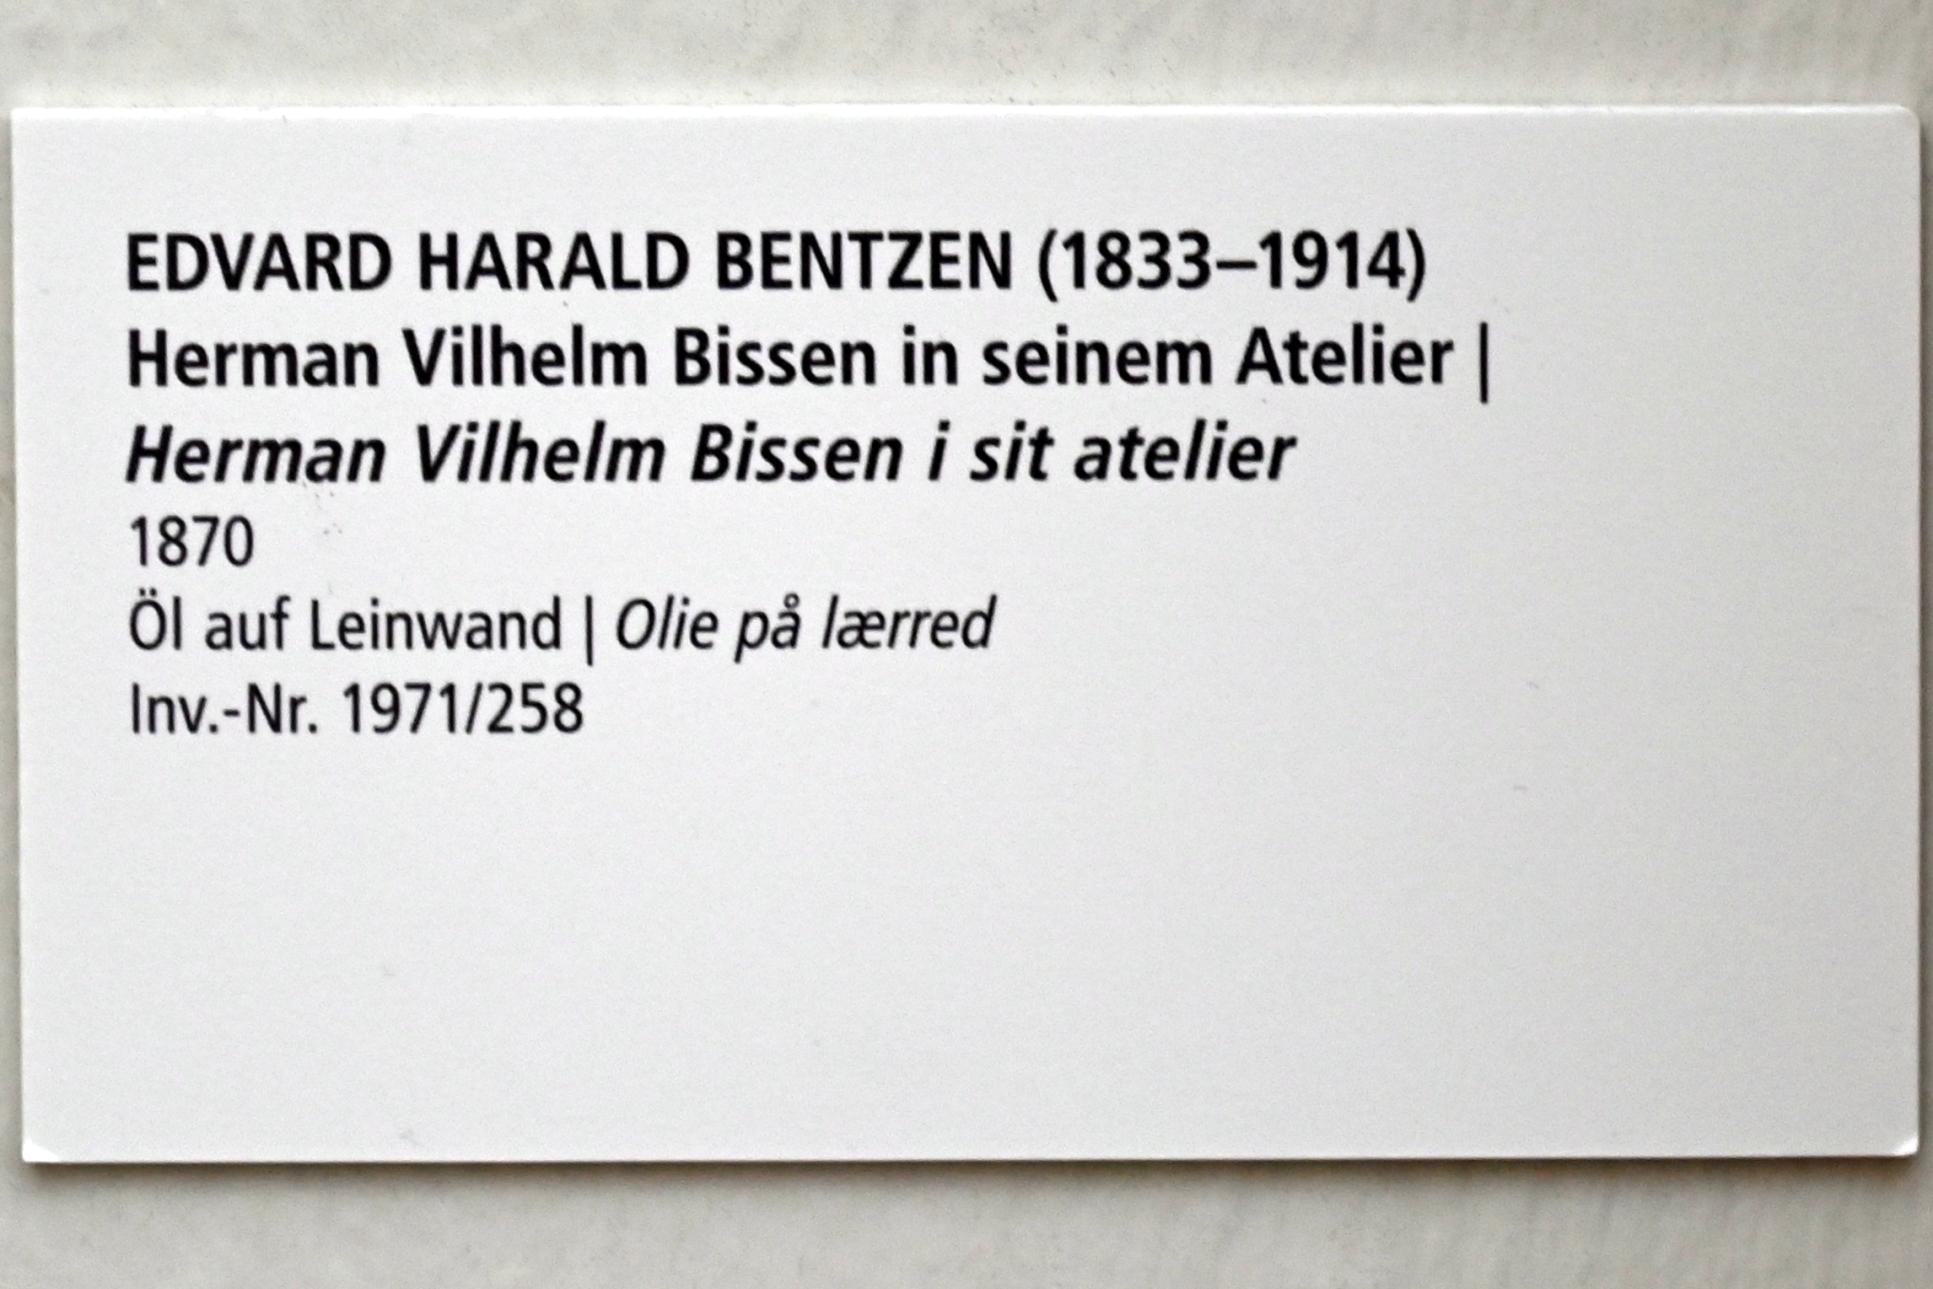 EDVARD HARALD BENTZEN (1833–1914)
Herman Vilhelm Bissen in seinem Atelier |
Herman Vilhelm Bissen i sit atelier
1870
Öl auf Leinwand | Olie på lærred
Inv.-Nr. 1971/258